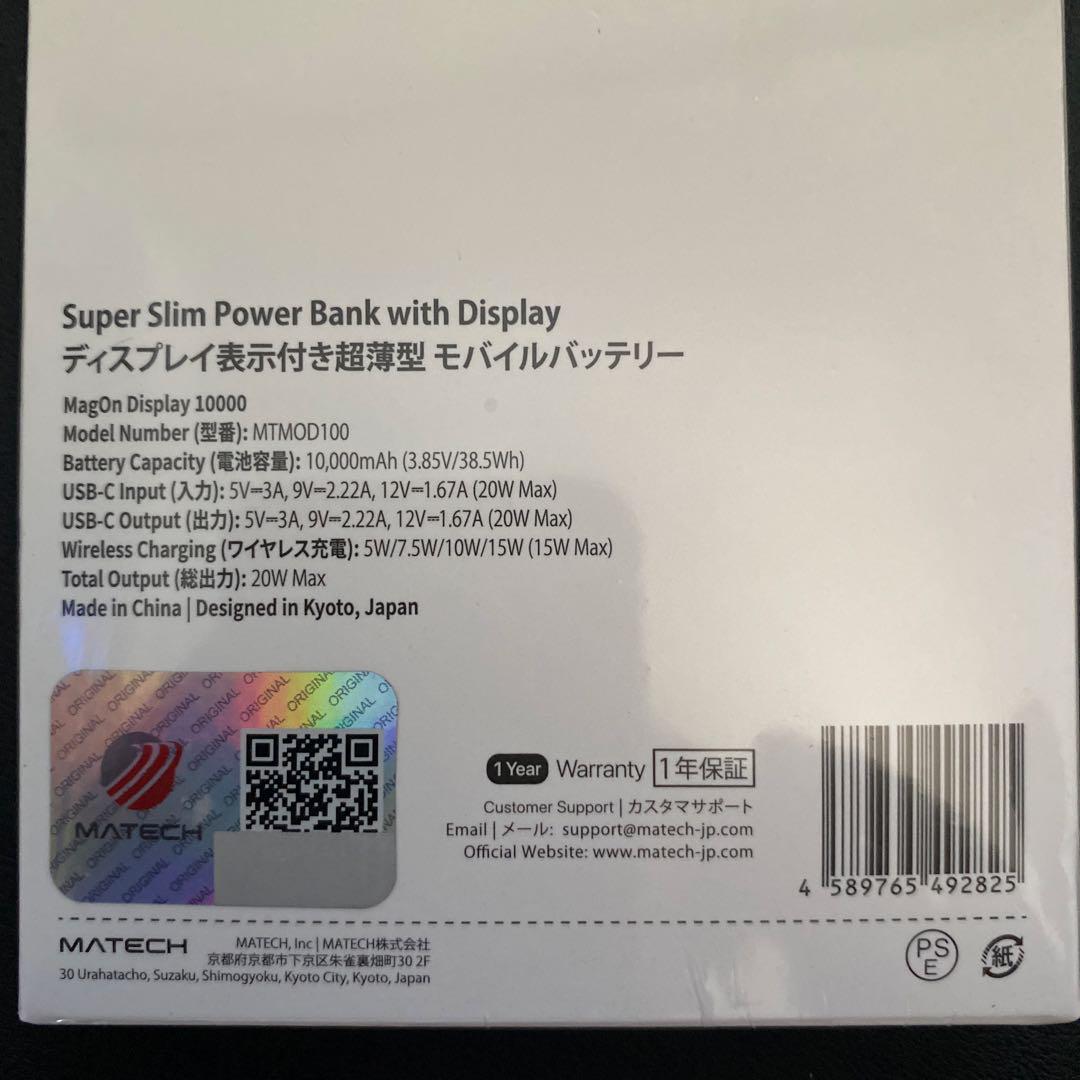 Super Slim Power Bank with Display
ディスプレイ表示付き超薄型 モバイルバッテリー
MagOn Display 10000
Model Number (型番): MTMOD100
Battery Capacity (電池容量): 10,000mAh (3.85V/38.5Wh)
USB-C Input (入力): 5V⎓3A, 9V⎓2.22A, 12V⎓1.67A (20W Max)
USB-C Output (出力): 5V⎓3A, 9V⎓2.22A, 12V⎓1.67A (20W Max)
Wireless Charging (ワイヤレス充電): 5W/7.5W/10W/15W (15W Max)
Total Output (総出力): 20W Max
Made in China | Designed in Kyoto, Japan
ORIGINAL
MATECH
1 Year Warranty 1年保証
Customer Support | カスタマサポート
Email | メール: support@matech-jp.com
Official Website: www.matech-jp.com
4 589765 492825
MATECH
MATECH, Inc | MATECH株式会社
京都府京都市下京区朱雀裏畑町30 2F
30 Urahatacho, Suzaku, Shimogyoku, Kyoto City, Kyoto, Japan
PS
E
紙